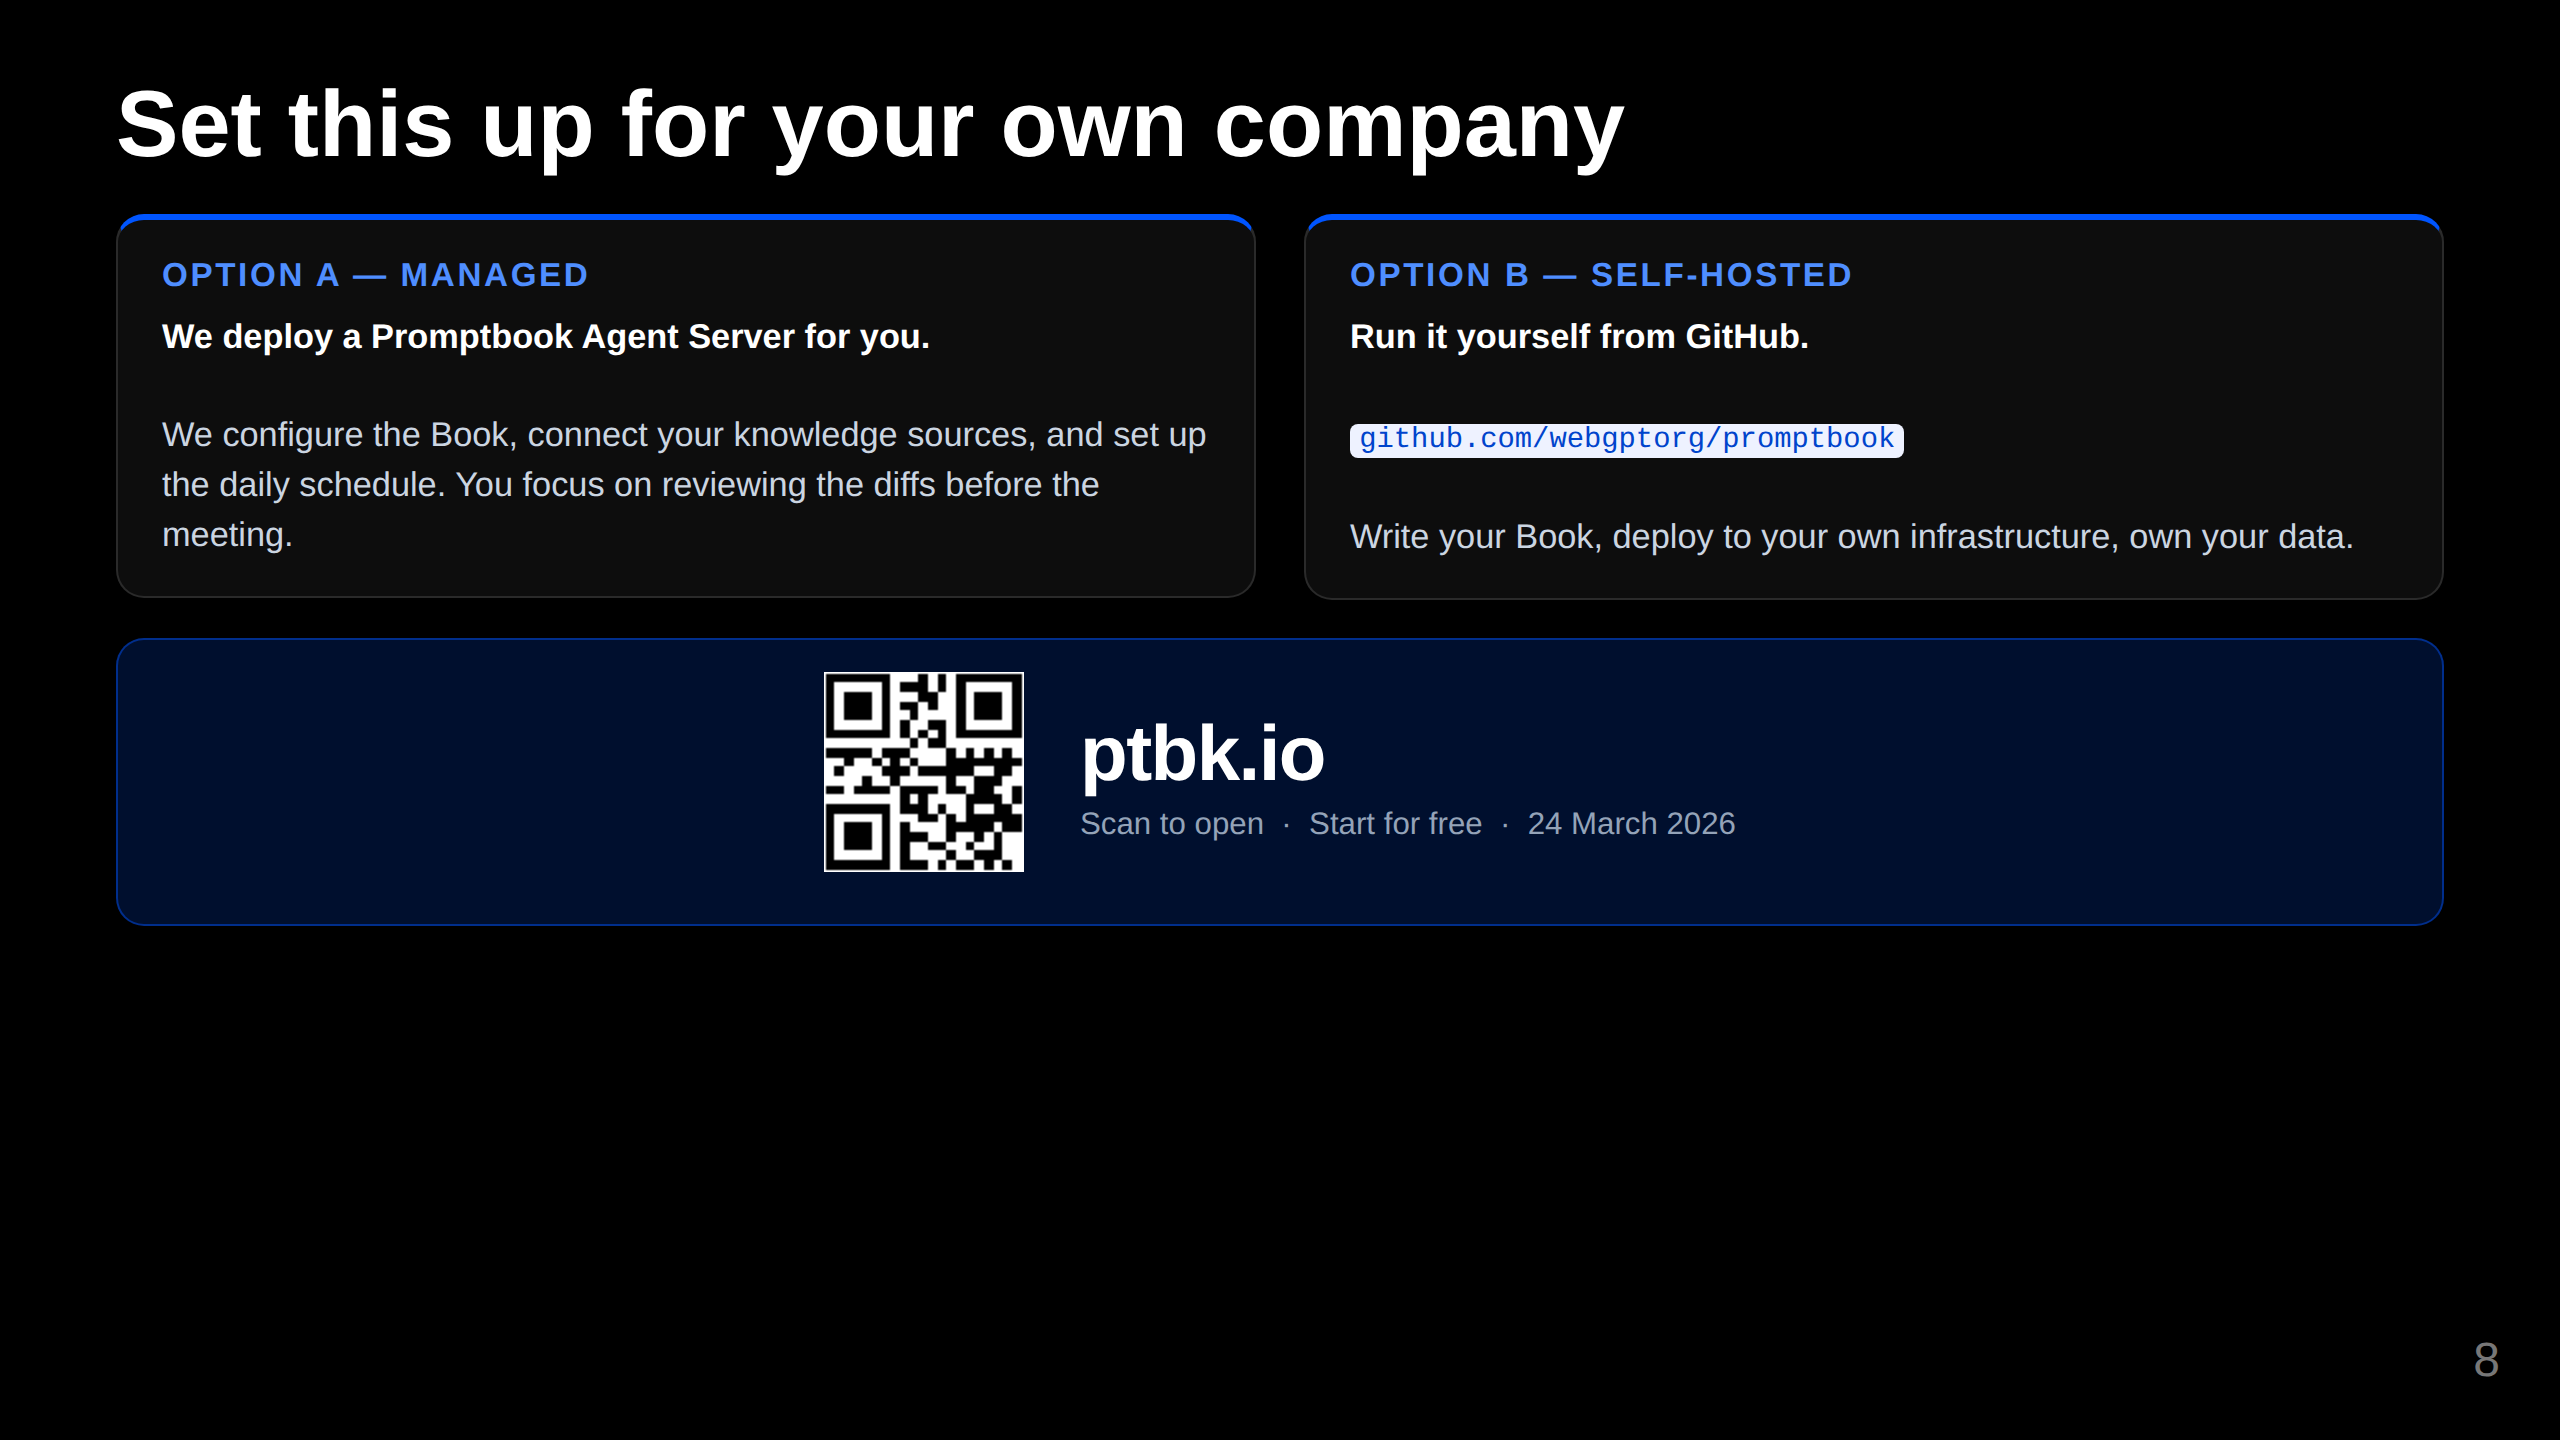 Set this up for your own company
OPTION A — MANAGED
We deploy a Promptbook Agent Server for you.
We configure the Book, connect your knowledge sources, and set up
the daily schedule. You focus on reviewing the diffs before the
meeting.
OPTION B — SELF-HOSTED
Run it yourself from GitHub.
github.com/webgptorg/promptbook
Write your Book, deploy to your own infrastructure, own your data.
ptbk.io
Scan to open · Start for free · 24 March 2026
8